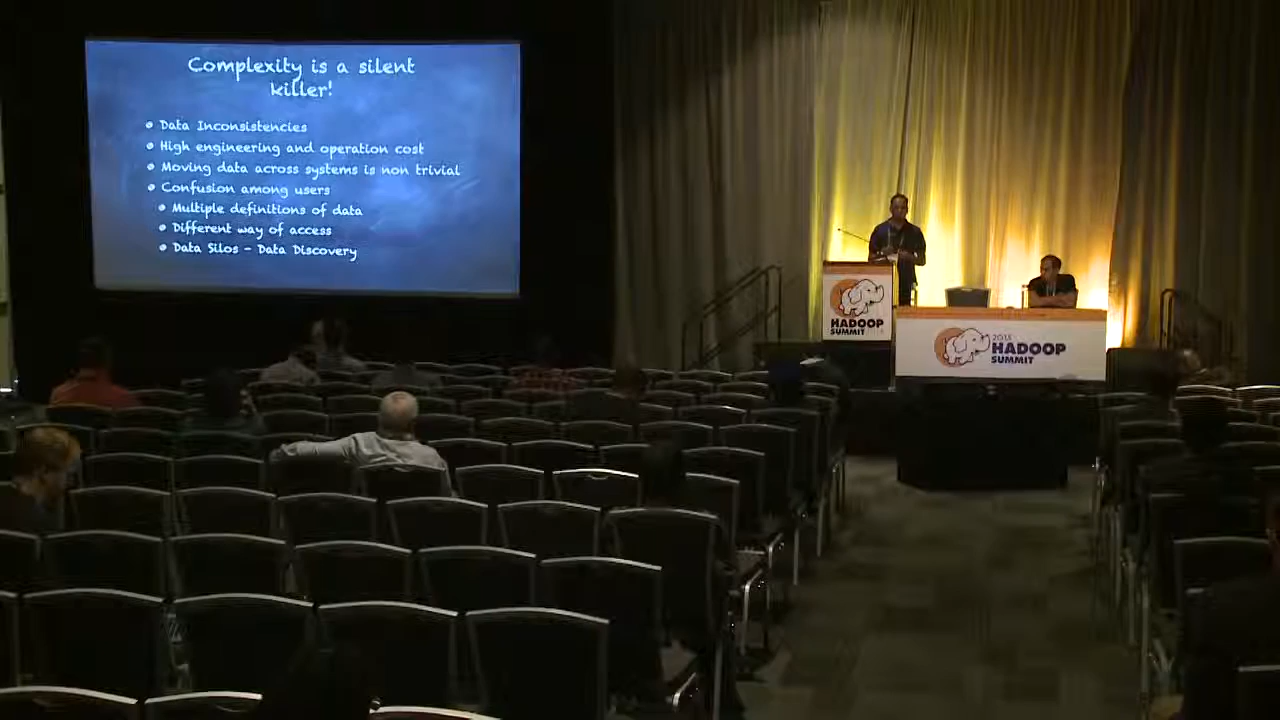 Complexity is a silent
killer!
Data Inconsistencies
High engineering and operation cost
Moving data across systems is non trivial
Confusion among users
Multiple definitions of data
Different way of access
Data Silos - Data Discovery
HADOOP
SUMMIT
2015
HADOOP
SUMMIT